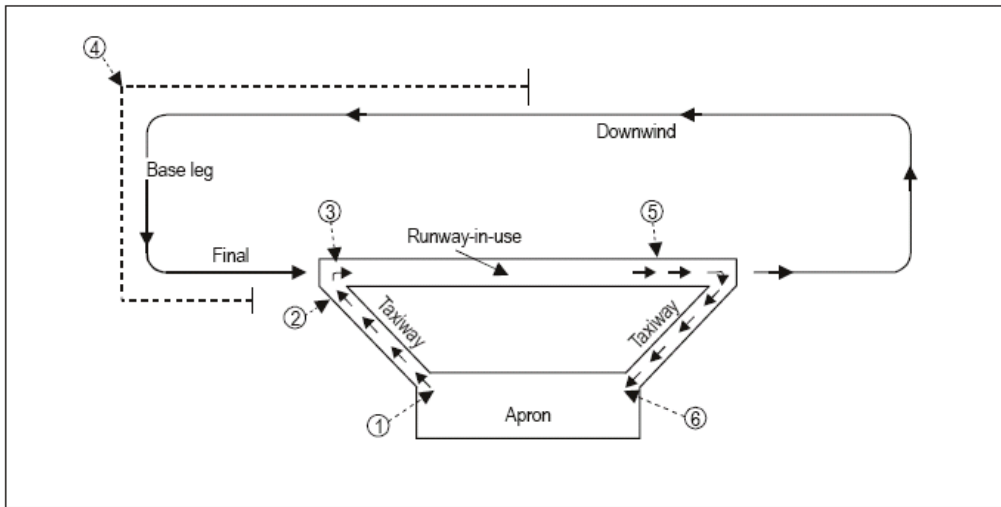 ④
Downwind
Base leg
③
Runway-in-use
⑤
Final
②
Taxiway
Taxiway
①
Apron
⑥